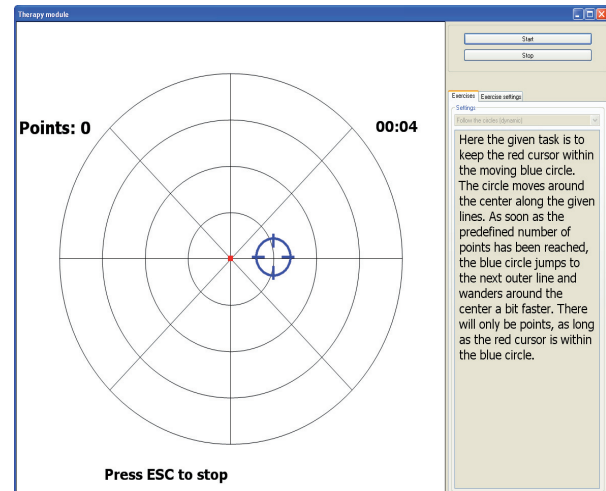 Therapy module
Points: 0
00:04
Press ESC to stop
Start
Stop
Exercises
Exercise settings
Settings
Follow the circles (dynamic)
Here the given task is to
keep the red cursor within
the moving blue circle.
The circle moves around
the center along the given
lines. As soon as the
predefined number of
points has been reached,
the blue circle jumps to
the next outer line and
wanders around the
center a bit faster. There
will only be points, as long
as the red cursor is within
the blue circle.